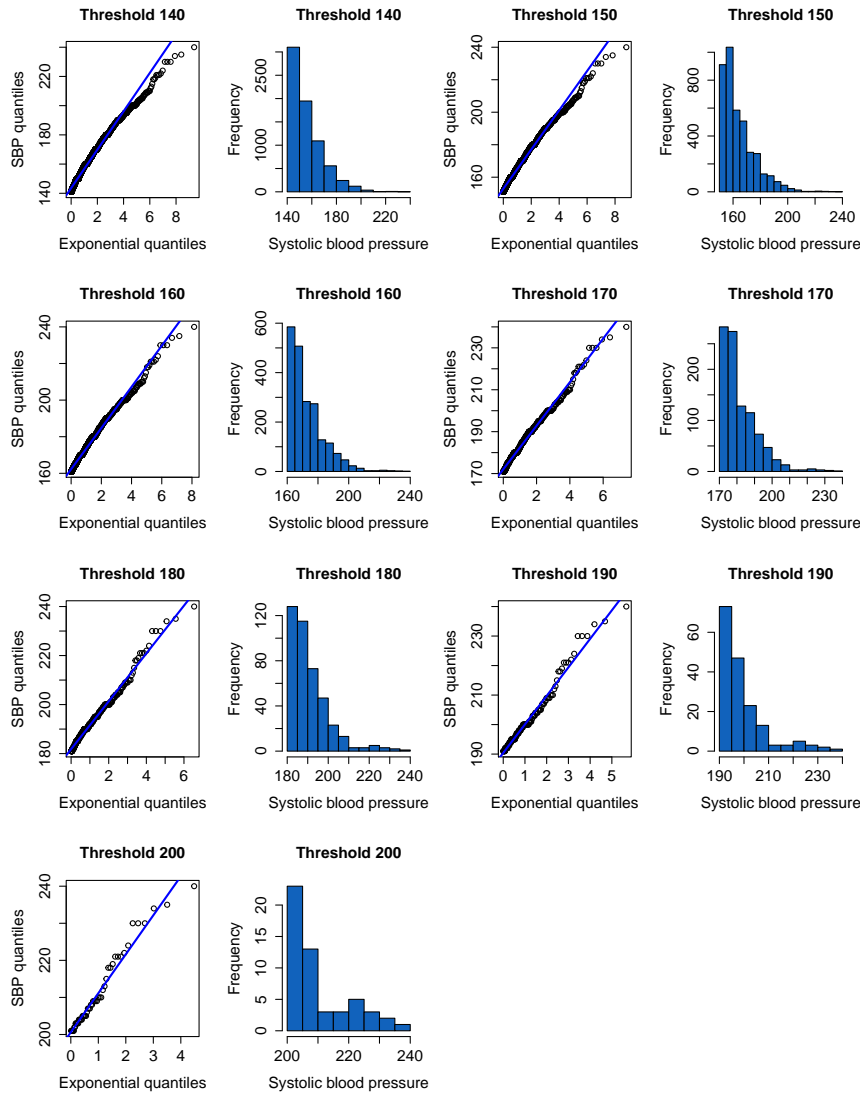 Threshold 140
SBP quantiles
140 160 180 200 220
0 2 4 6 8
Exponential quantiles
Threshold 140
Frequency
0 1000 2500
140 180 220
Systolic blood pressure
Threshold 150
SBP quantiles
160 200 240
0 2 4 6 8
Exponential quantiles
Threshold 150
Frequency
0 400 800
160 200 240
Systolic blood pressure
Threshold 160
SBP quantiles
160 200 240
0 2 4 6 8
Exponential quantiles
Threshold 160
Frequency
0 200 400 600
160 200 240
Systolic blood pressure
Threshold 170
SBP quantiles
170 190 210 230
0 2 4 6
Exponential quantiles
Threshold 170
Frequency
0 100 200
170 200 230
Systolic blood pressure
Threshold 180
SBP quantiles
180 200 220 240
0 2 4 6
Exponential quantiles
Threshold 180
Frequency
0 40 80 120
180 200 220 240
Systolic blood pressure
Threshold 190
SBP quantiles
190 210 230
0 1 2 3 4 5
Exponential quantiles
Threshold 190
Frequency
0 20 40 60
190 210 230
Systolic blood pressure
Threshold 200
SBP quantiles
200 220 240
0 1 2 3 4
Exponential quantiles
Threshold 200
Frequency
0 5 10 15 20
200 220 240
Systolic blood pressure